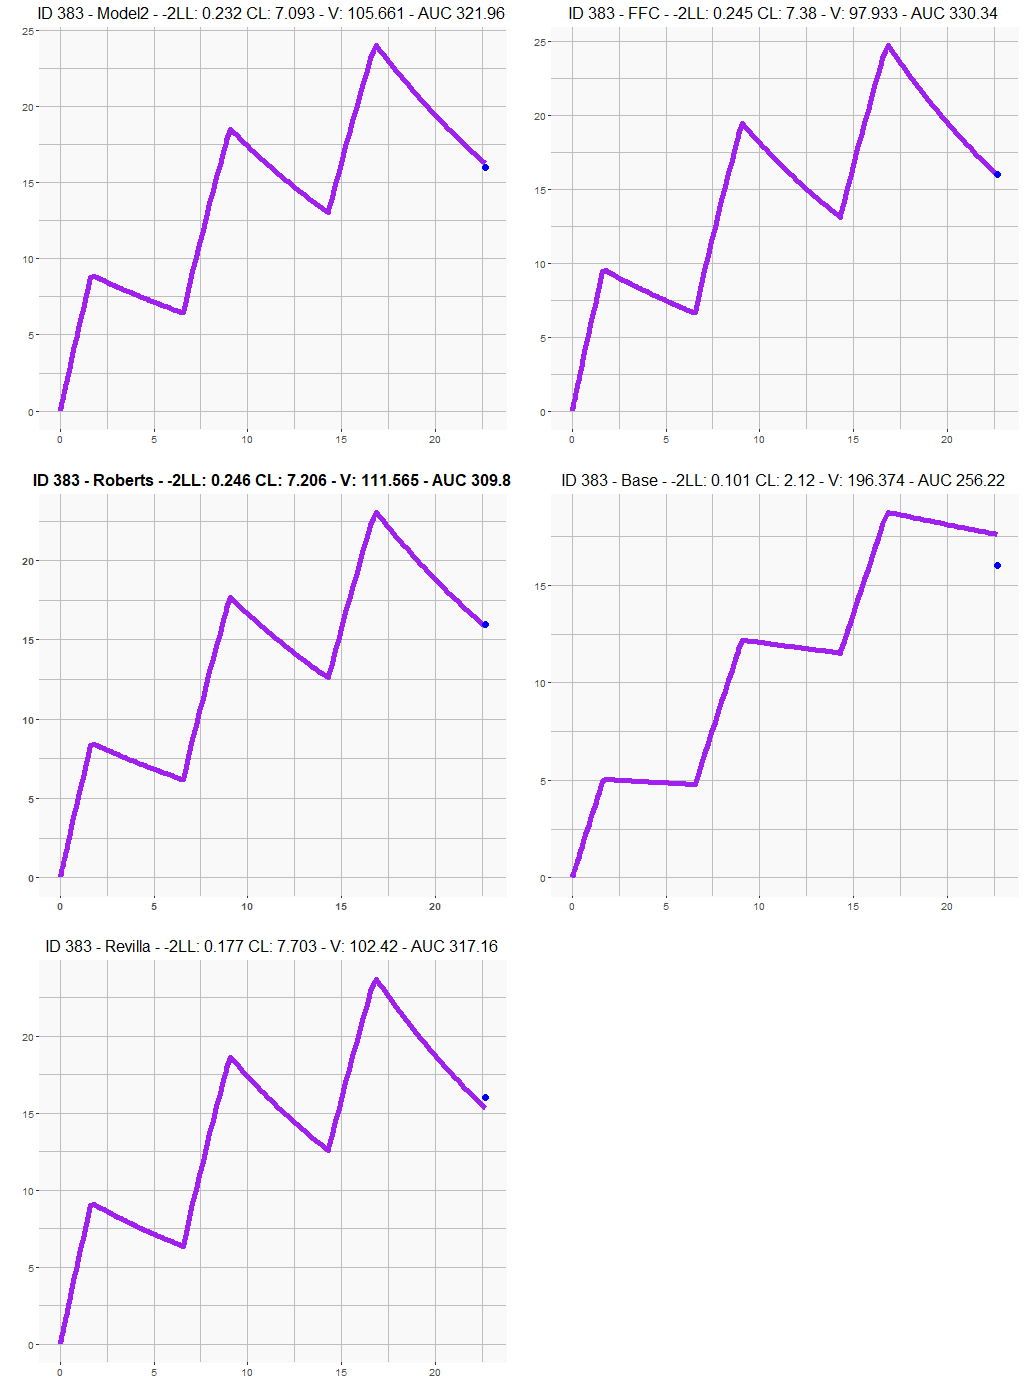 ID 383 - Model2 - -2LL: 0.232 CL: 7.093 - V: 105.661 - AUC 321.96
25
20
15
10
5
0
0 5 10 15 20
ID 383 - FFC - -2LL: 0.245 CL: 7.38 - V: 97.933 - AUC 330.34
25
20
15
10
5
0
0 5 10 15 20
ID 383 - Roberts - -2LL: 0.246 CL: 7.206 - V: 111.565 - AUC 309.8
20
15
10
5
0
0 5 10 15 20
ID 383 - Base - -2LL: 0.101 CL: 2.12 - V: 196.374 - AUC 256.22
15
10
5
0
0 5 10 15 20
ID 383 - Revilla - -2LL: 0.177 CL: 7.703 - V: 102.42 - AUC 317.16
20
15
10
5
0
0 5 10 15 20